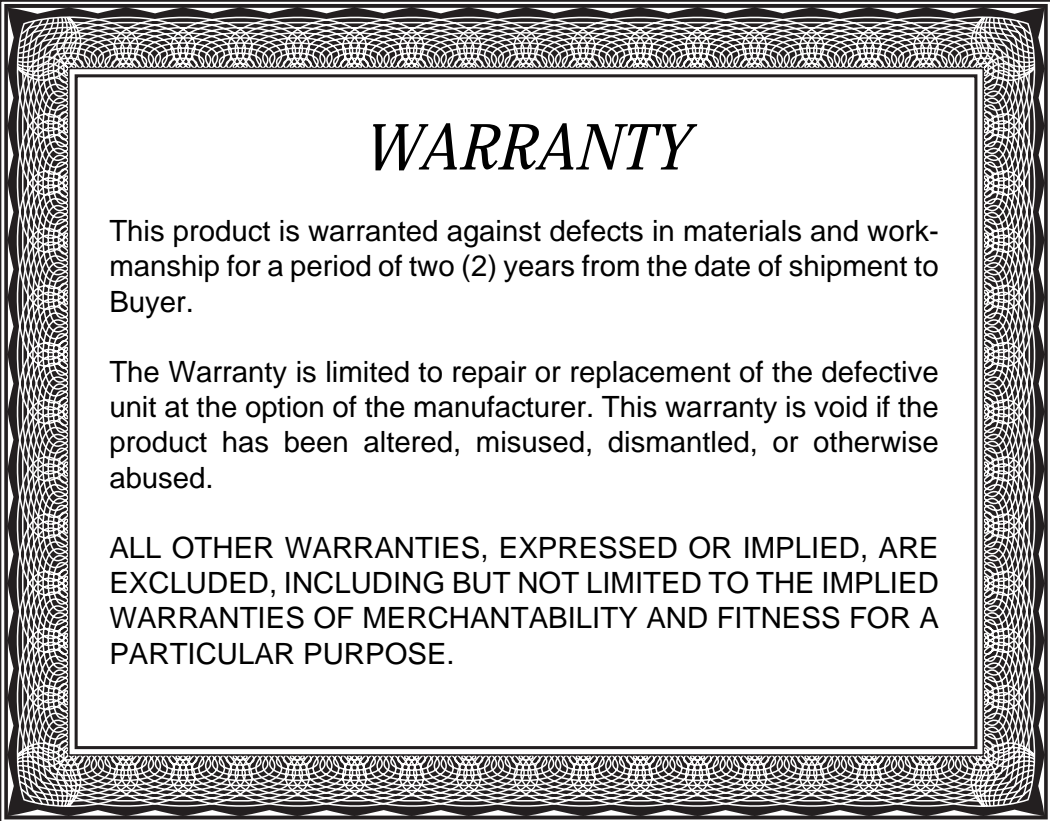 WARRANTY
This product is warranted against defects in materials and work-
manship for a period of two (2) years from the date of shipment to
Buyer.
The Warranty is limited to repair or replacement of the defective
unit at the option of the manufacturer. This warranty is void if the
product has been altered, misused, dismantled, or otherwise
abused.
ALL OTHER WARRANTIES, EXPRESSED OR IMPLIED, ARE
EXCLUDED, INCLUDING BUT NOT LIMITED TO THE IMPLIED
WARRANTIES OF MERCHANTABILITY AND FITNESS FOR A
PARTICULAR PURPOSE.